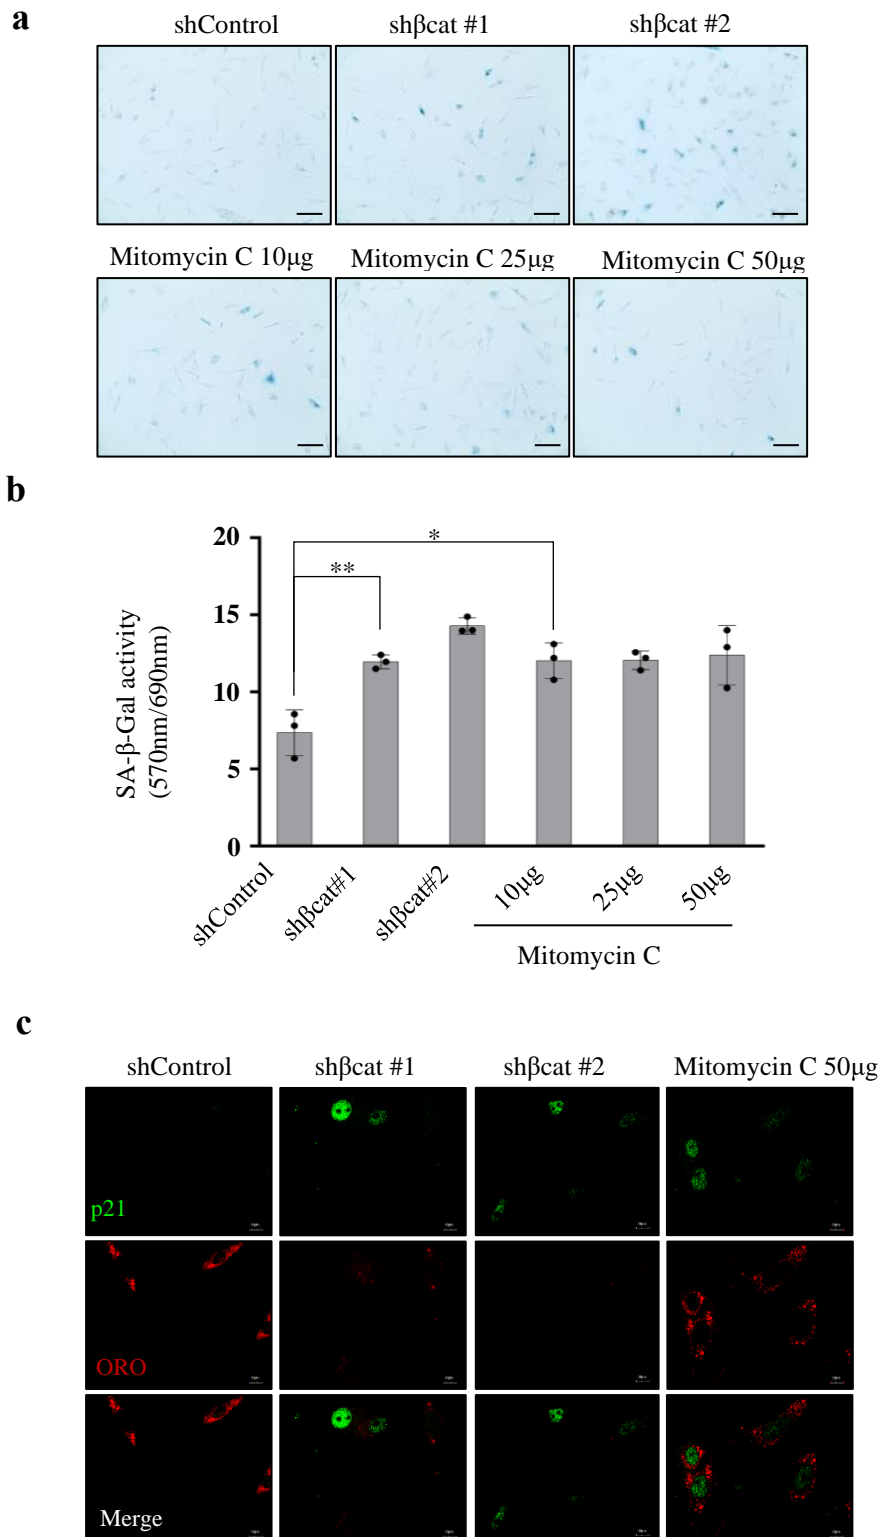 a
shControl shβcat #1 shβcat #2
Mitomycin C 10µg Mitomycin C 25µg Mitomycin C 50µg
b
20
*
**
15
10
5
0
SA-β-Gal activity
(570nm/690nm)
shControl shβcat#1 shβcat#2 10µg 25µg 50µg
Mitomycin C
c
shControl shβcat #1 shβcat #2 Mitomycin C 50µg
p21
ORO
Merge